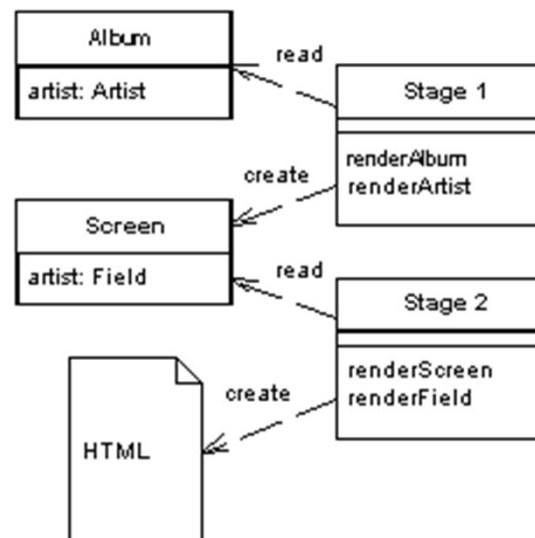 Album
artist: Artist
read
Stage 1
renderAlbum
renderArtist
create
Screen
artist: Field
read
Stage 2
renderScreen
renderField
create
HTML